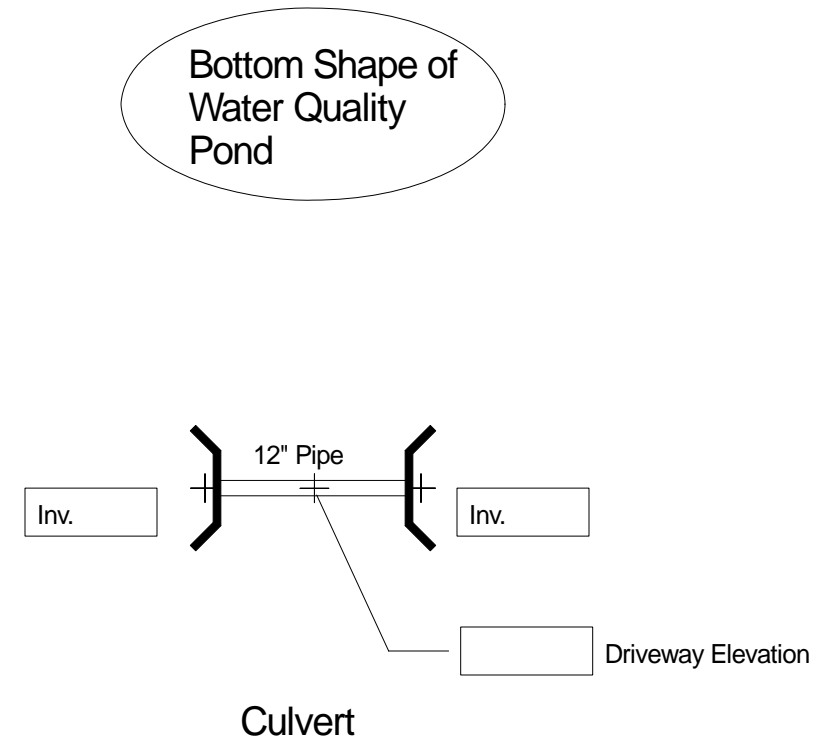 Bottom Shape of
Water Quality
Pond
12" Pipe
Inv.
Inv.
Driveway Elevation
Culvert